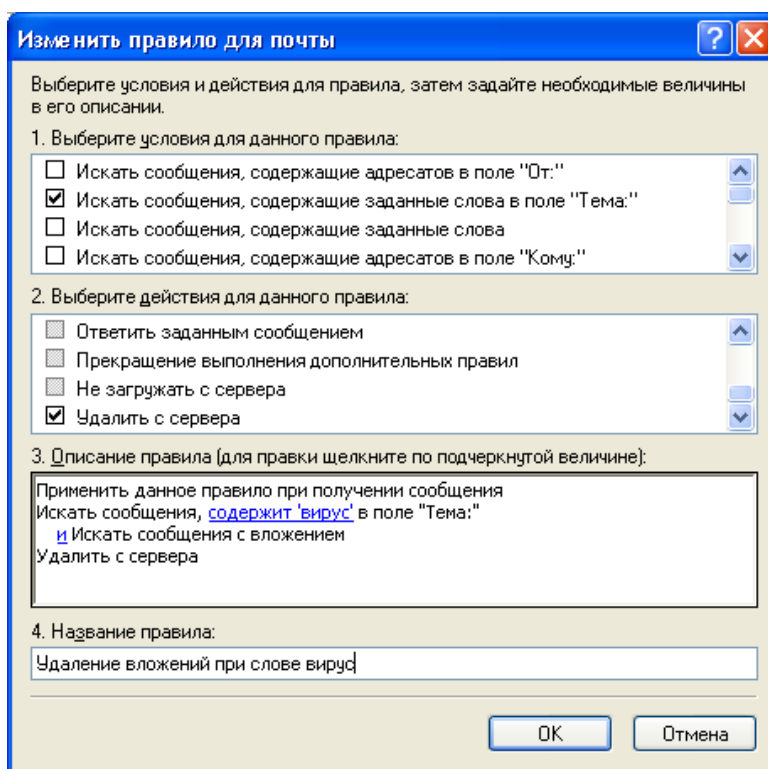 Изменить правило для почты
Выберите условия и действия для правила, затем задайте необходимые величины
в его описании.
1. Выберите условия для данного правила:
Искать сообщения, содержащие адресатов в поле "От:"
Искать сообщения, содержащие заданные слова в поле "Тема:"
Искать сообщения, содержащие заданные слова
Искать сообщения, содержащие адресатов в поле "Кому:"
2. Выберите действия для данного правила:
Ответить заданным сообщением
Прекращение выполнения дополнительных правил
Не загружать с сервера
Удалить с сервера
3. Описание правила (для правки щелкните по подчеркнутой величине):
Применить данное правило при получении сообщения
Искать сообщения, содержит 'вирус' в поле "Тема:"
и Искать сообщения с вложением
Удалить с сервера
4. Название правила:
Удаление вложений при слове вирус
OK Отмена